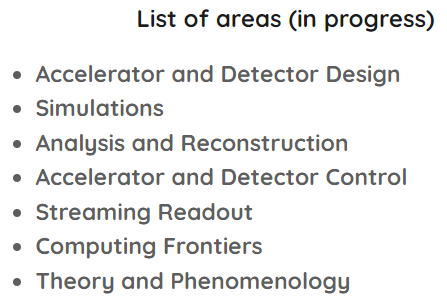 List of areas (in progress)
• Accelerator and Detector Design
• Simulations
• Analysis and Reconstruction
• Accelerator and Detector Control
• Streaming Readout
• Computing Frontiers
• Theory and Phenomenology